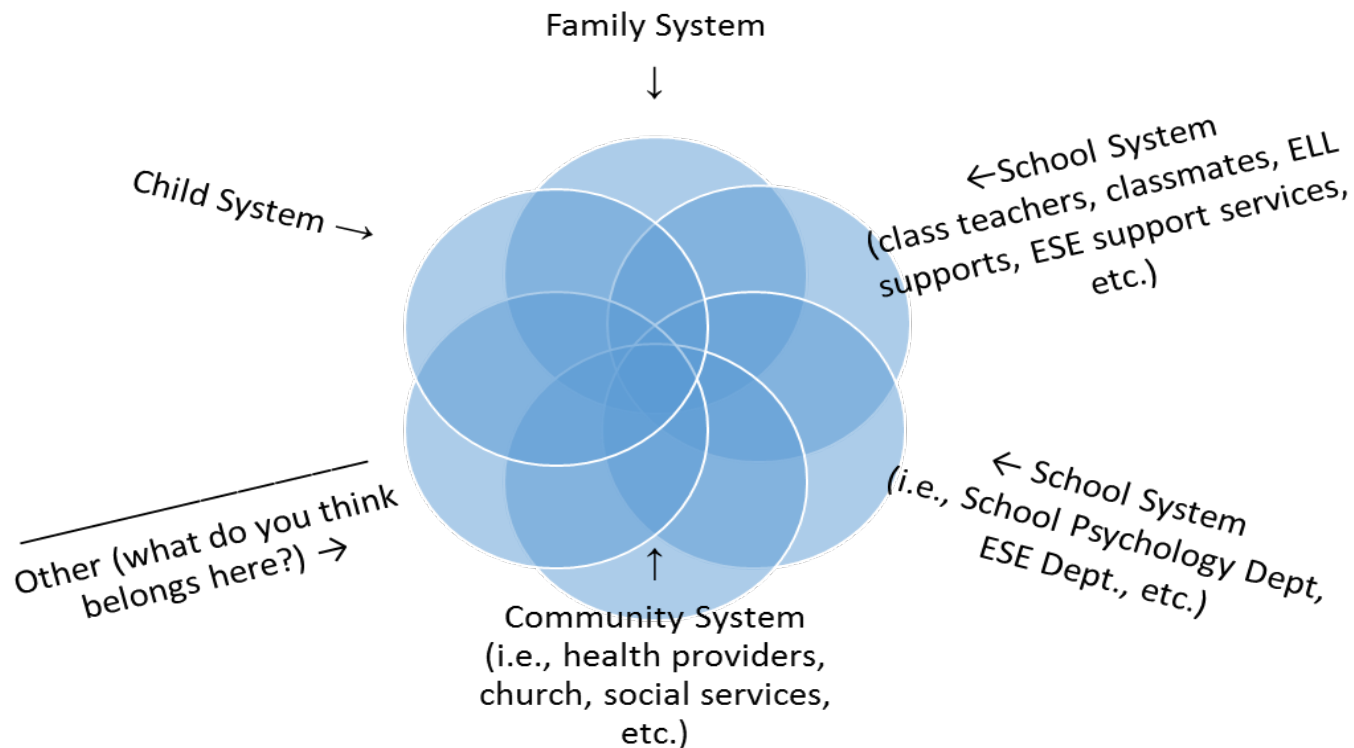 Family System
↓
Child System →
←School System
(class teachers, classmates, ELL
supports, ESE support services,
etc.)
← School System
(i.e., School Psychology Dept,
ESE Dept., etc.)
____________________
Other (what do you think
belongs here?) →
↑
Community System
(i.e., health providers,
church, social services,
etc.)